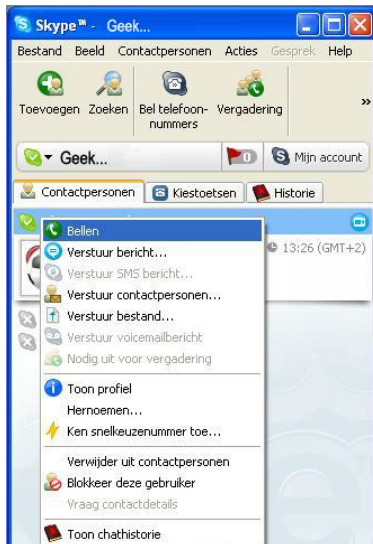 Skype™ - Geek...
Bestand Beeld Contactpersonen Acties Gesprek Help
Toevoegen Zoeken Bel telefoon- Vergadering
nummers
»
Geek... 0 Mijn account
Contactpersonen Kiestoetsen Historie
Bellen
Verstuur bericht...
13:26 (GMT+2)
Verstuur SMS bericht...
Verstuur contactpersonen...
Verstuur bestand...
Verstuur voicemailbericht
Nodig uit voor vergadering
Toon profiel
Hernoemen...
Ken snelkeuzenummer toe...
Verwijder uit contactpersonen
Blokkeer deze gebruiker
Vraag contactdetails
Toon chathistorie